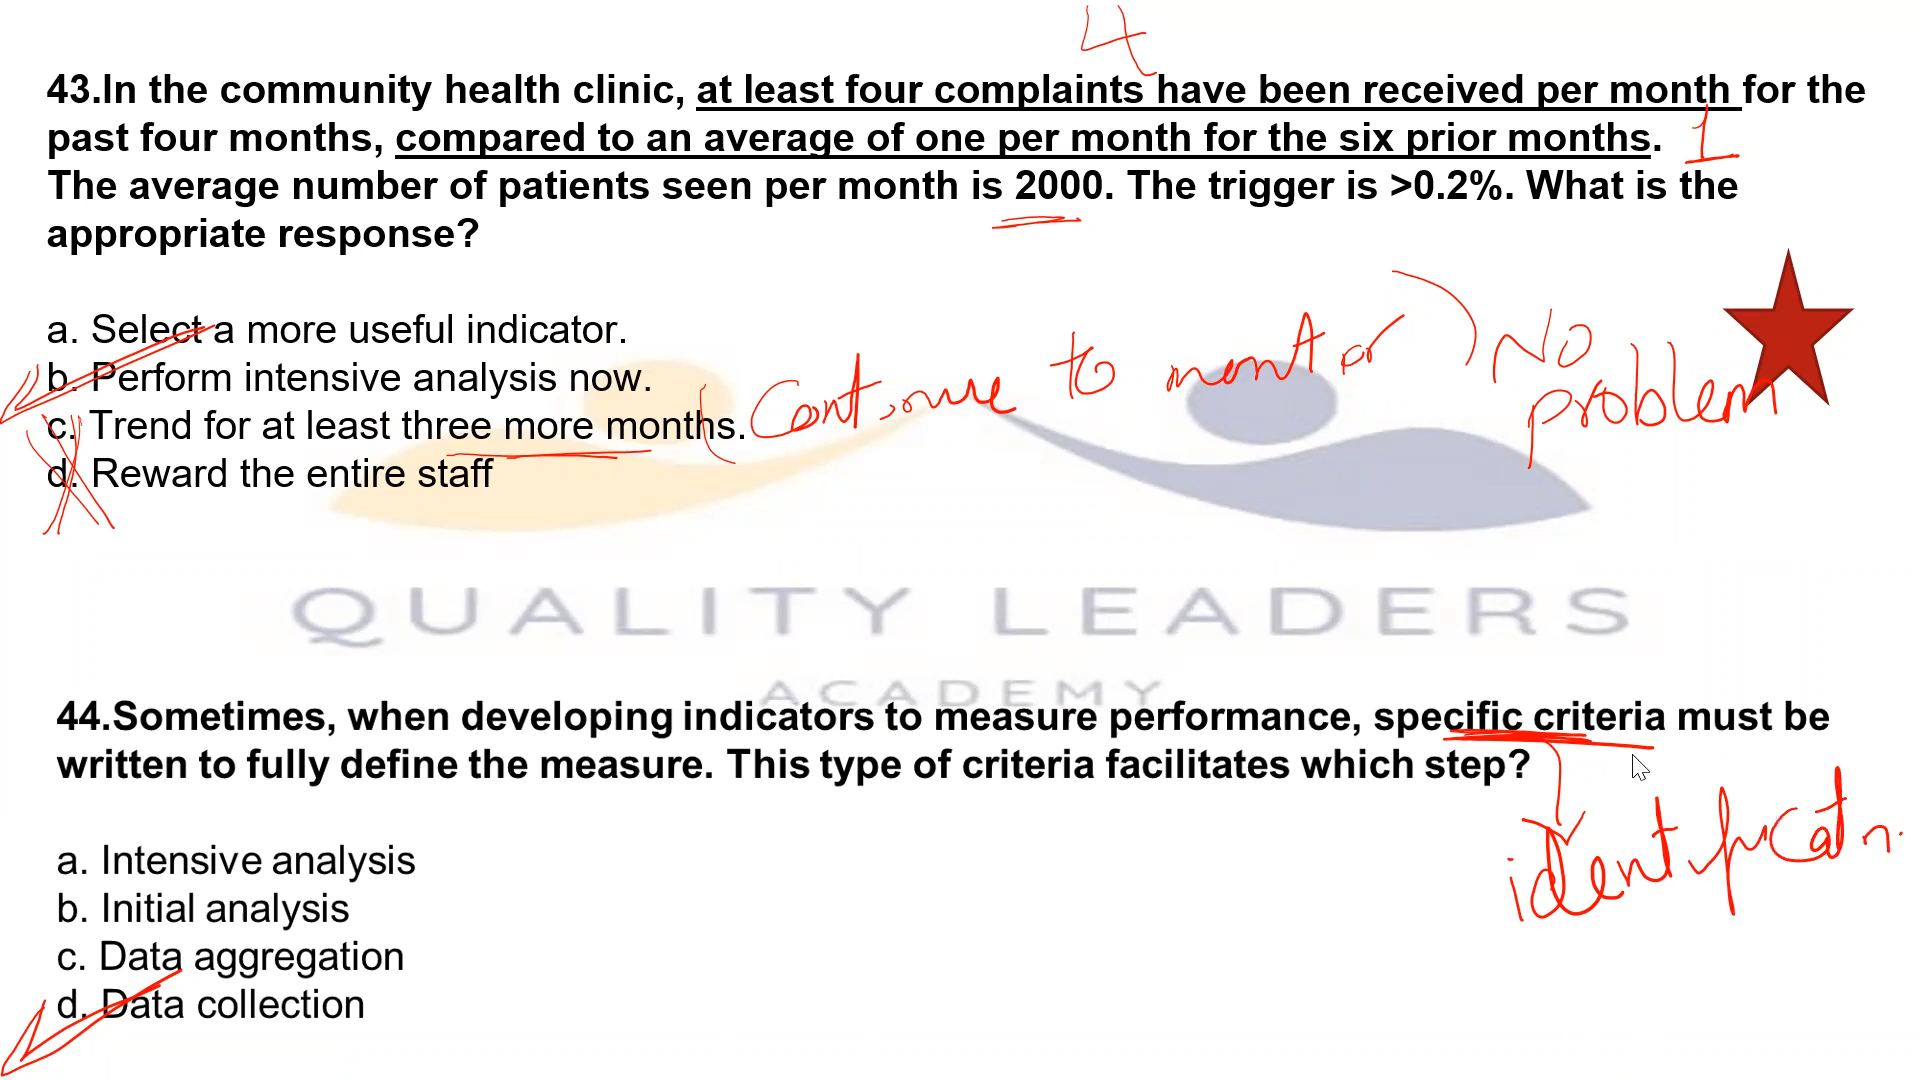 4
43.In the community health clinic, at least four complaints have been received per month for the
past four months, compared to an average of one per month for the six prior months. 1
The average number of patients seen per month is 2000. The trigger is >0.2%. What is the
appropriate response?
a. Select a more useful indicator.
b. Perform intensive analysis now.
c. Trend for at least three more months. (Continue to monitor) No problem
d. Reward the entire staff
QUALITY LEADERS
ACADEMY
44.Sometimes, when developing indicators to measure performance, specific criteria must be
written to fully define the measure. This type of criteria facilitates which step?
identification
a. Intensive analysis
b. Initial analysis
c. Data aggregation
d. Data collection